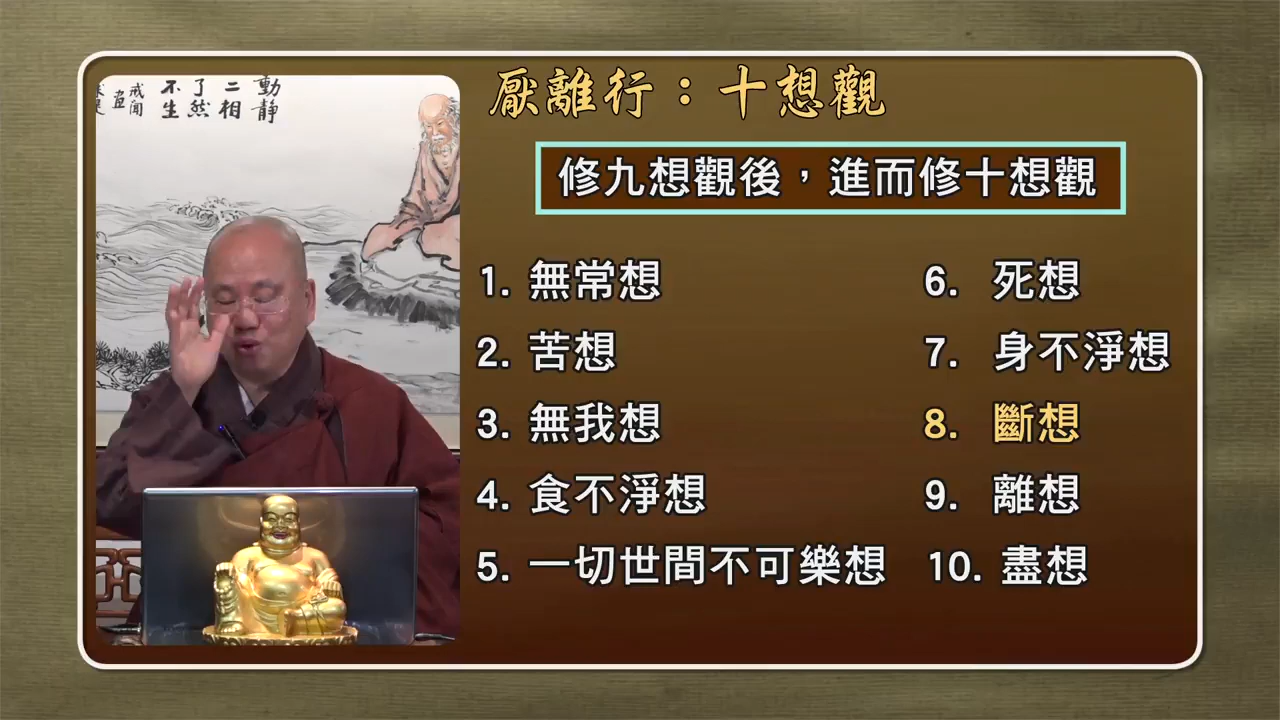 動靜
二相
了然
不生
戒聞
畫
厭離行：十想觀
修九想觀後，進而修十想觀
1. 無常想
2. 苦想
3. 無我想
4. 食不淨想
5. 一切世間不可樂想
6. 死想
7. 身不淨想
8. 斷想
9. 離想
10. 盡想